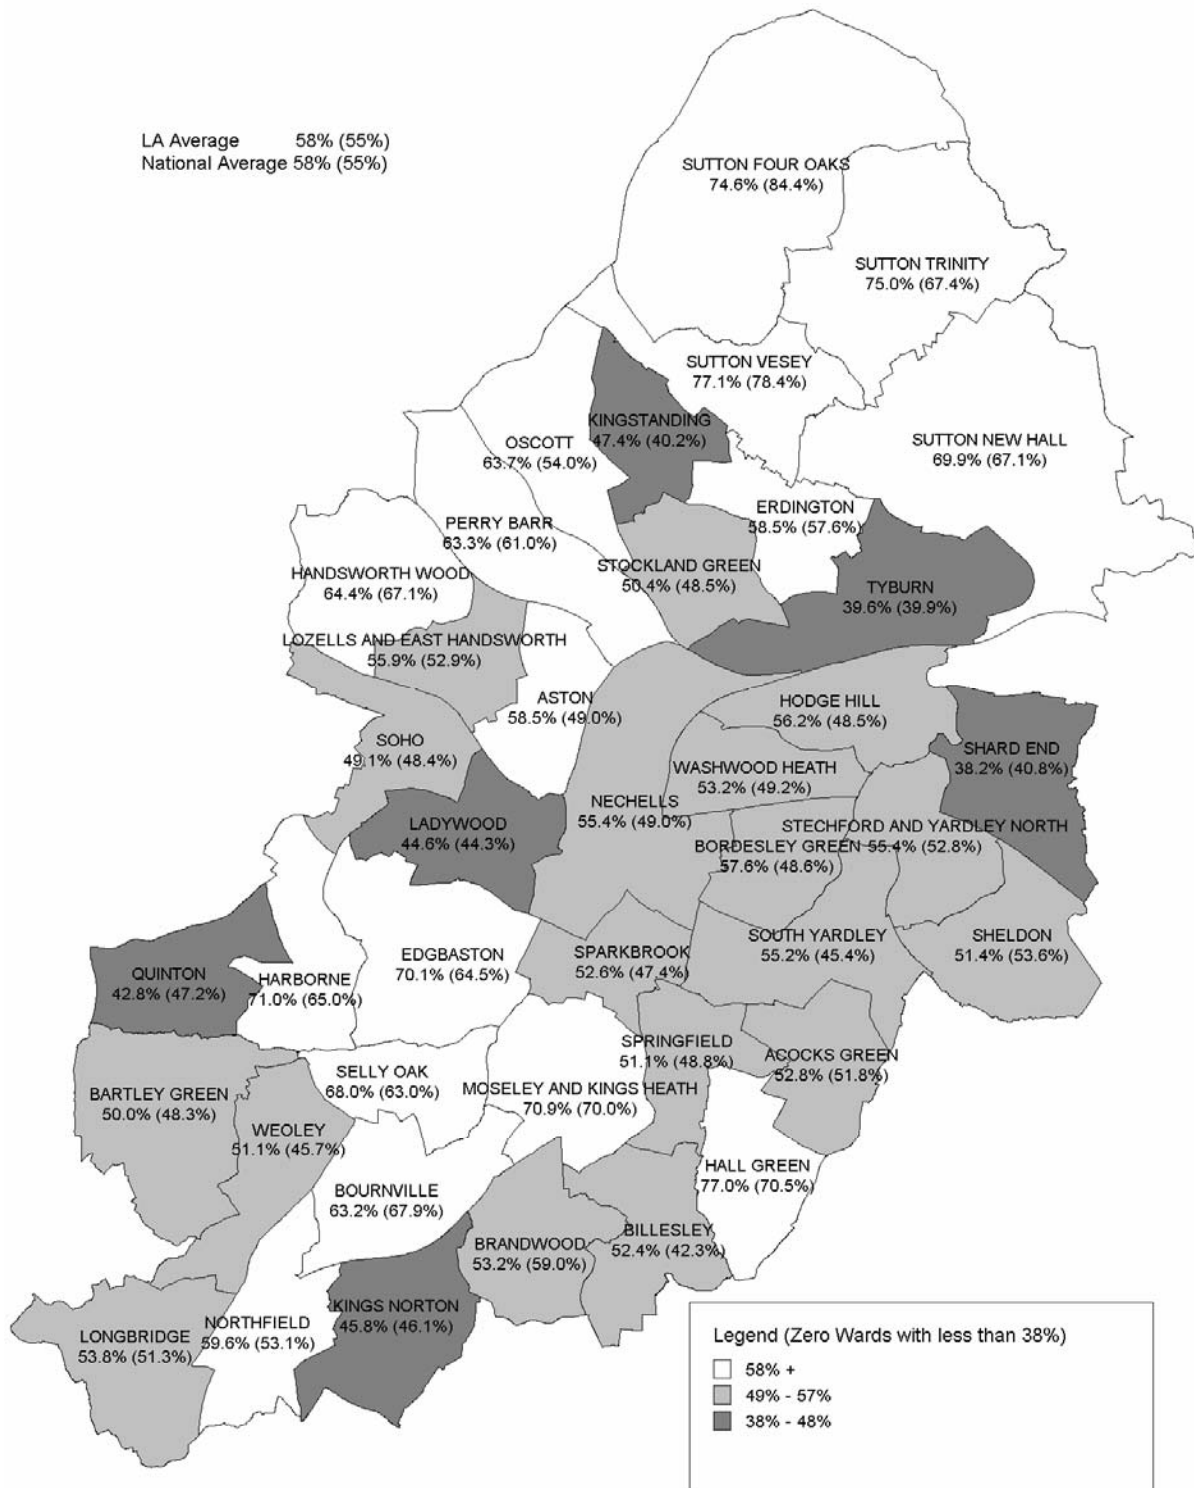 LA Average 58% (55%)
National Average 58% (55%)
SUTTON FOUR OAKS
74.6% (84.4%)
SUTTON TRINITY
75.0% (67.4%)
SUTTON VESEY
77.1% (78.4%)
KINGSTANDING
47.4% (40.2%)
OSCOTT
63.7% (54.0%)
SUTTON NEW HALL
69.9% (67.1%)
ERDINGTON
58.5% (57.6%)
PERRY BARR
63.3% (61.0%)
STOCKLAND GREEN
50.4% (48.5%)
HANDSWORTH WOOD
64.4% (67.1%)
TYBURN
39.6% (39.9%)
LOZELLS AND EAST HANDSWORTH
55.9% (52.9%)
ASTON
58.5% (49.0%)
HODGE HILL
56.2% (48.5%)
SOHO
49.1% (48.4%)
SHARD END
38.2% (40.8%)
WASHWOOD HEATH
53.2% (49.2%)
NECHELLS
55.4% (49.0%)
LADYWOOD
44.6% (44.3%)
STECHFORD AND YARDLEY NORTH
55.4% (52.8%)
BORDESLEY GREEN
57.6% (48.6%)
SOUTH YARDLEY
55.2% (45.4%)
SHELDON
51.4% (53.6%)
SPARKBROOK
52.6% (47.4%)
EDGBASTON
70.1% (64.5%)
QUINTON
42.8% (47.2%)
HARBORNE
71.0% (65.0%)
SPRINGFIELD
51.1% (48.8%)
ACOCKS GREEN
52.8% (51.8%)
SELLY OAK
68.0% (63.0%)
MOSELEY AND KINGS HEATH
70.9% (70.0%)
BARTLEY GREEN
50.0% (48.3%)
WEOLEY
51.1% (45.7%)
HALL GREEN
77.0% (70.5%)
BOURNVILLE
63.2% (67.9%)
BILLESLEY
52.4% (42.3%)
BRANDWOOD
53.2% (59.0%)
KINGS NORTON
45.8% (46.1%)
NORTHFIELD
59.6% (53.1%)
LONGBRIDGE
53.8% (51.3%)
Legend (Zero Wards with less than 38%)
58% +
49% - 57%
38% - 48%